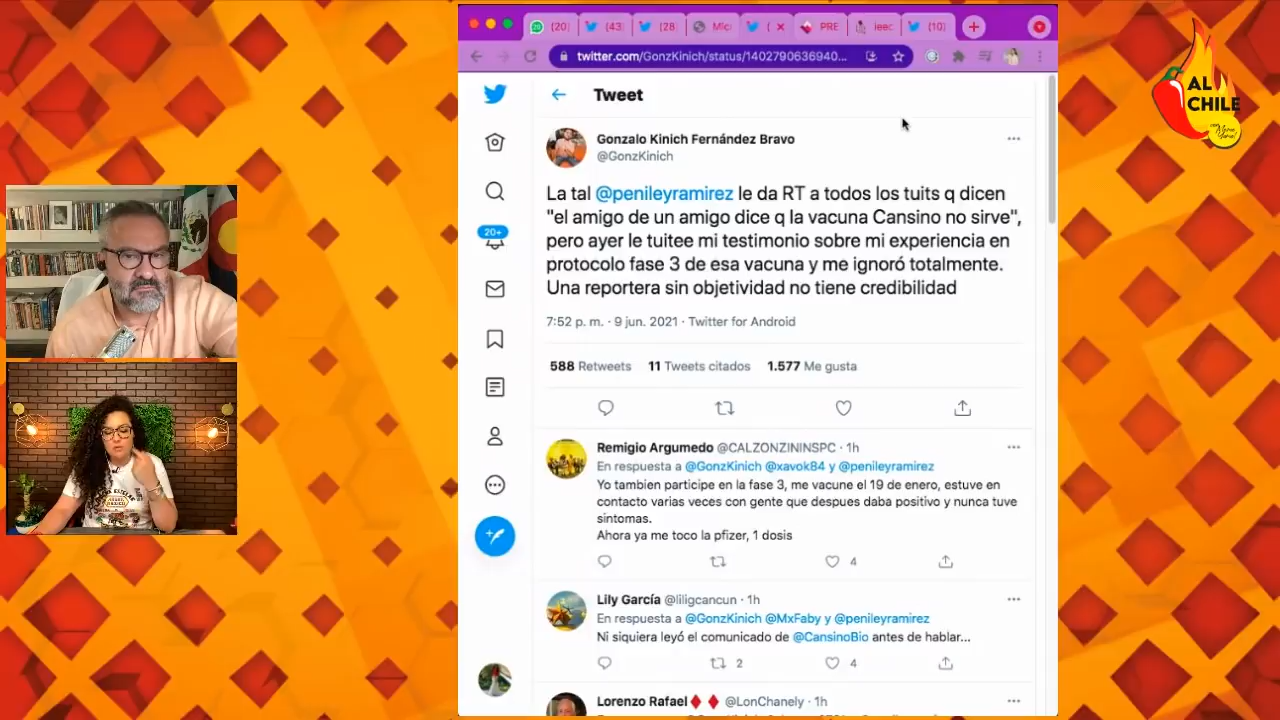 (20)
(43
(28
Mic
(
PRE
ieec
(10)
twitter.com/GonzKinich/status/1402790636940...
AL
CHILE
Tweet
Gonzalo Kinich Fernández Bravo
@GonzKinich
La tal @penileyramirez le da RT a todos los tuits q dicen
"el amigo de un amigo dice q la vacuna Cansino no sirve",
pero ayer le tuitee mi testimonio sobre mi experiencia en
protocolo fase 3 de esa vacuna y me ignoró totalmente.
Una reportera sin objetividad no tiene credibilidad
7:52 p. m. · 9 jun. 2021 · Twitter for Android
588 Retweets 11 Tweets citados 1.577 Me gusta
20+
Remigio Argumedo @CALZONZININSPC · 1h
En respuesta a @GonzKinich @xavok84 y @penileyramirez
Yo tambien participe en la fase 3, me vacune el 19 de enero, estuve en
contacto varias veces con gente que despues daba positivo y nunca tuve
sintomas.
Ahora ya me toco la pfizer, 1 dosis
4
Lily García @liligcancun · 1h
En respuesta a @GonzKinich @MxFaby y @penileyramirez
Ni siquiera leyó el comunicado de @CansinoBio antes de hablar...
2 4
Lorenzo Rafael @LonChanely · 1h